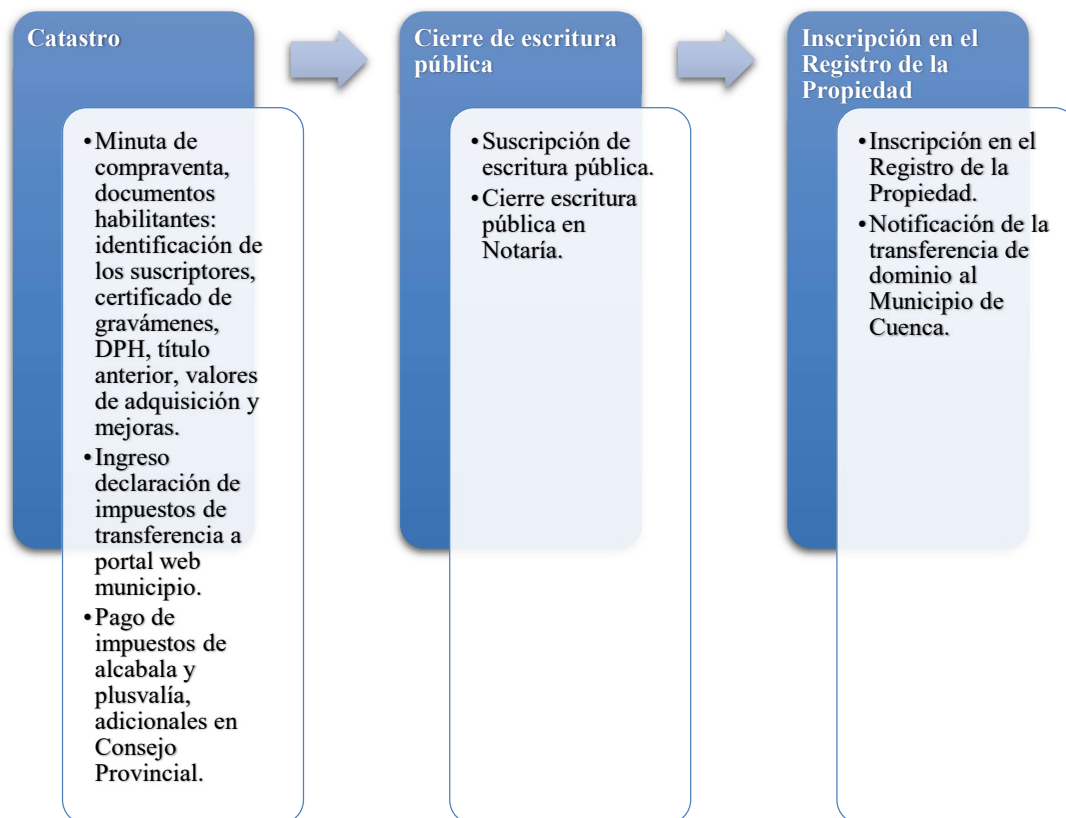 Catastro
•Minuta de
compraventa,
documentos
habilitantes:
identificación de
los suscriptores,
certificado de
gravámenes,
DPH, título
anterior, valores
de adquisición y
mejoras.
•Ingreso
declaración de
impuestos de
transferencia a
portal web
municipio.
•Pago de
impuestos de
alcabala y
plusvalía,
adicionales en
Consejo
Provincial.
Cierre de escritura
pública
•Suscripción de
escritura pública.
•Cierre escritura
pública en
Notaría.
Inscripción en el
Registro de la
Propiedad
•Inscripción en el
Registro de la
Propiedad.
•Notificación de la
transferencia de
dominio al
Municipio de
Cuenca.